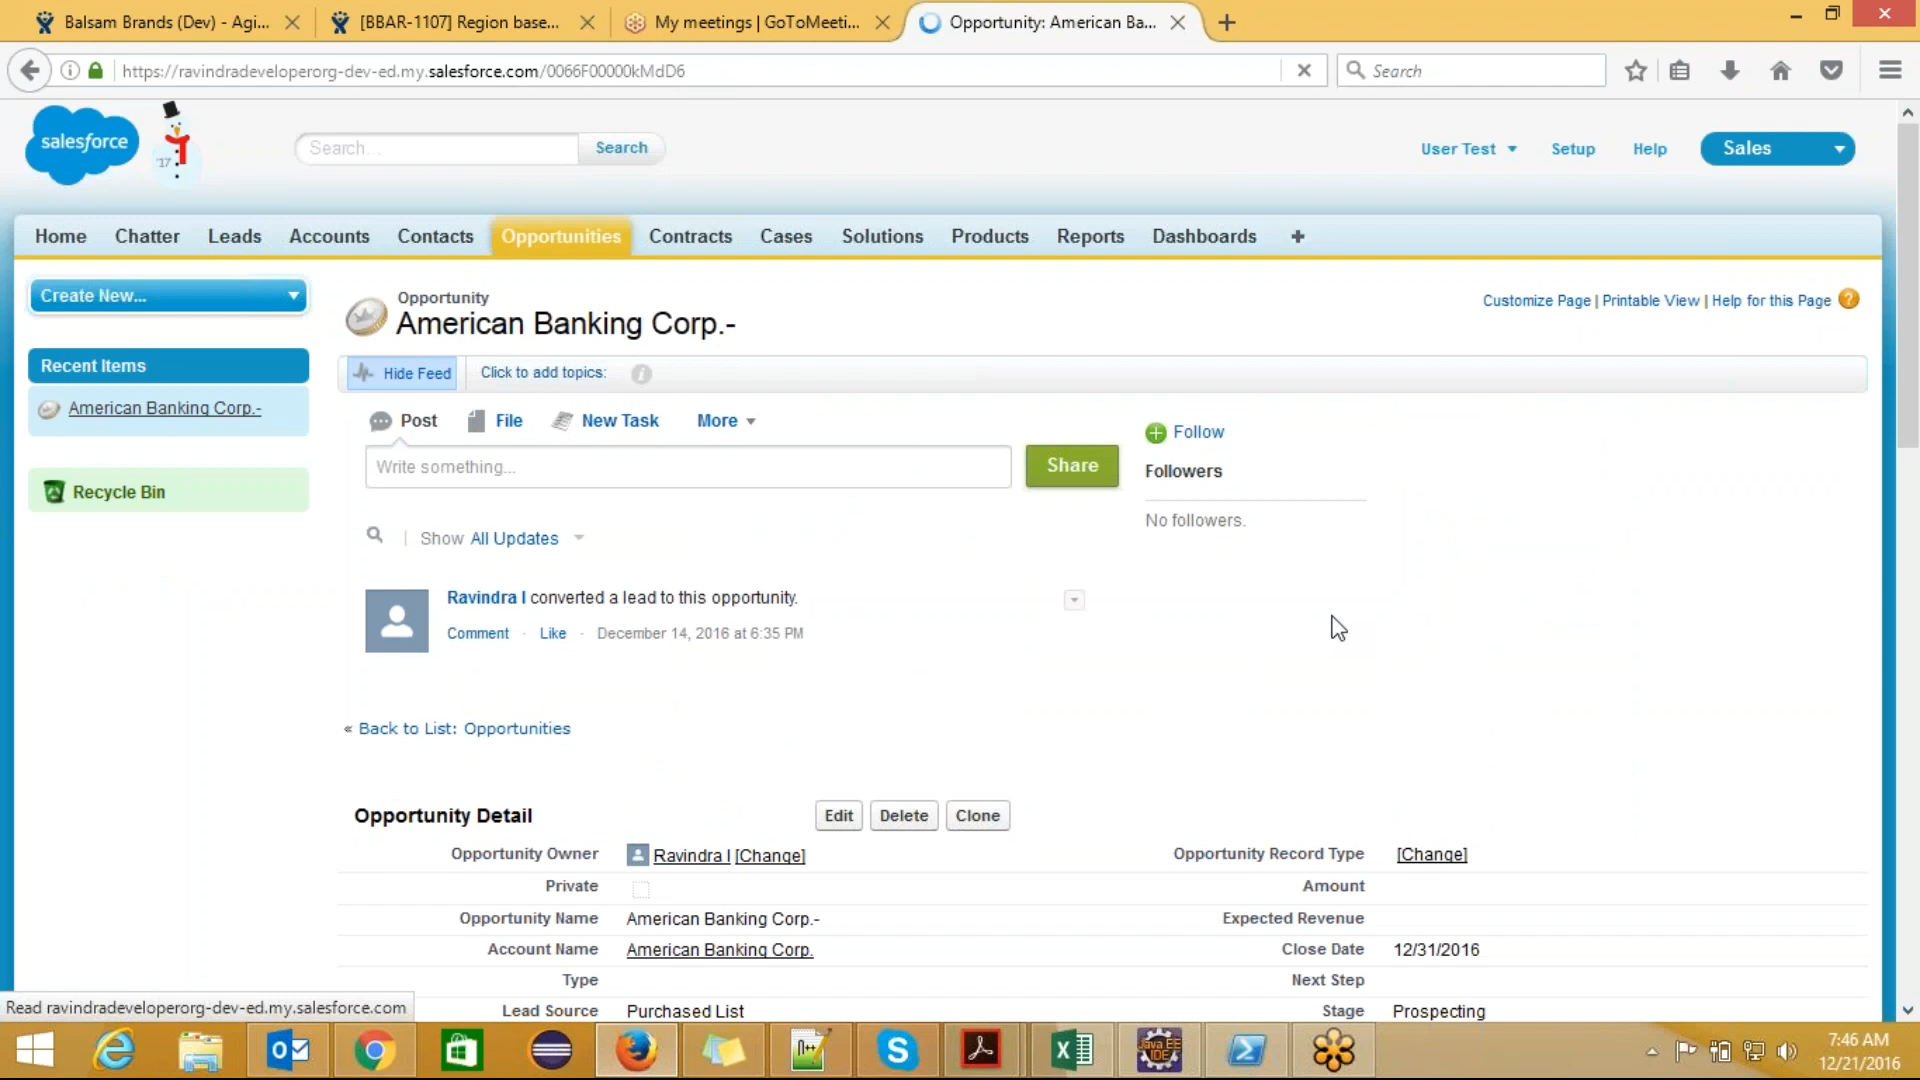 Balsam Brands (Dev) - Agi...
[BBAR-1107] Region base...
My meetings | GoToMeeti...
Opportunity: American Ba...
https://ravindradeveloperorg-dev-ed.my.salesforce.com/0066F00000kMdD6
Search
salesforce
'17
Search...
Search
User Test
Setup
Help
Sales
Home
Chatter
Leads
Accounts
Contacts
Opportunities
Contracts
Cases
Solutions
Products
Reports
Dashboards
Create New...
Recent Items
American Banking Corp.-
Recycle Bin
Opportunity
American Banking Corp.-
Customize Page | Printable View | Help for this Page
Hide Feed
Click to add topics:
Post
File
New Task
More
Write something...
Share
Follow
Followers
No followers.
Show All Updates
Ravindra I converted a lead to this opportunity.
Comment · Like · December 14, 2016 at 6:35 PM
« Back to List: Opportunities
Opportunity Detail
Edit
Delete
Clone
Opportunity Owner Ravindra I [Change]
Opportunity Record Type [Change]
Private
Amount
Opportunity Name American Banking Corp.-
Expected Revenue
Account Name American Banking Corp.
Close Date 12/31/2016
Type
Next Step
Lead Source Purchased List
Stage Prospecting
Read ravindradeveloperorg-dev-ed.my.salesforce.com
Java EE
IDE
7:46 AM
12/21/2016